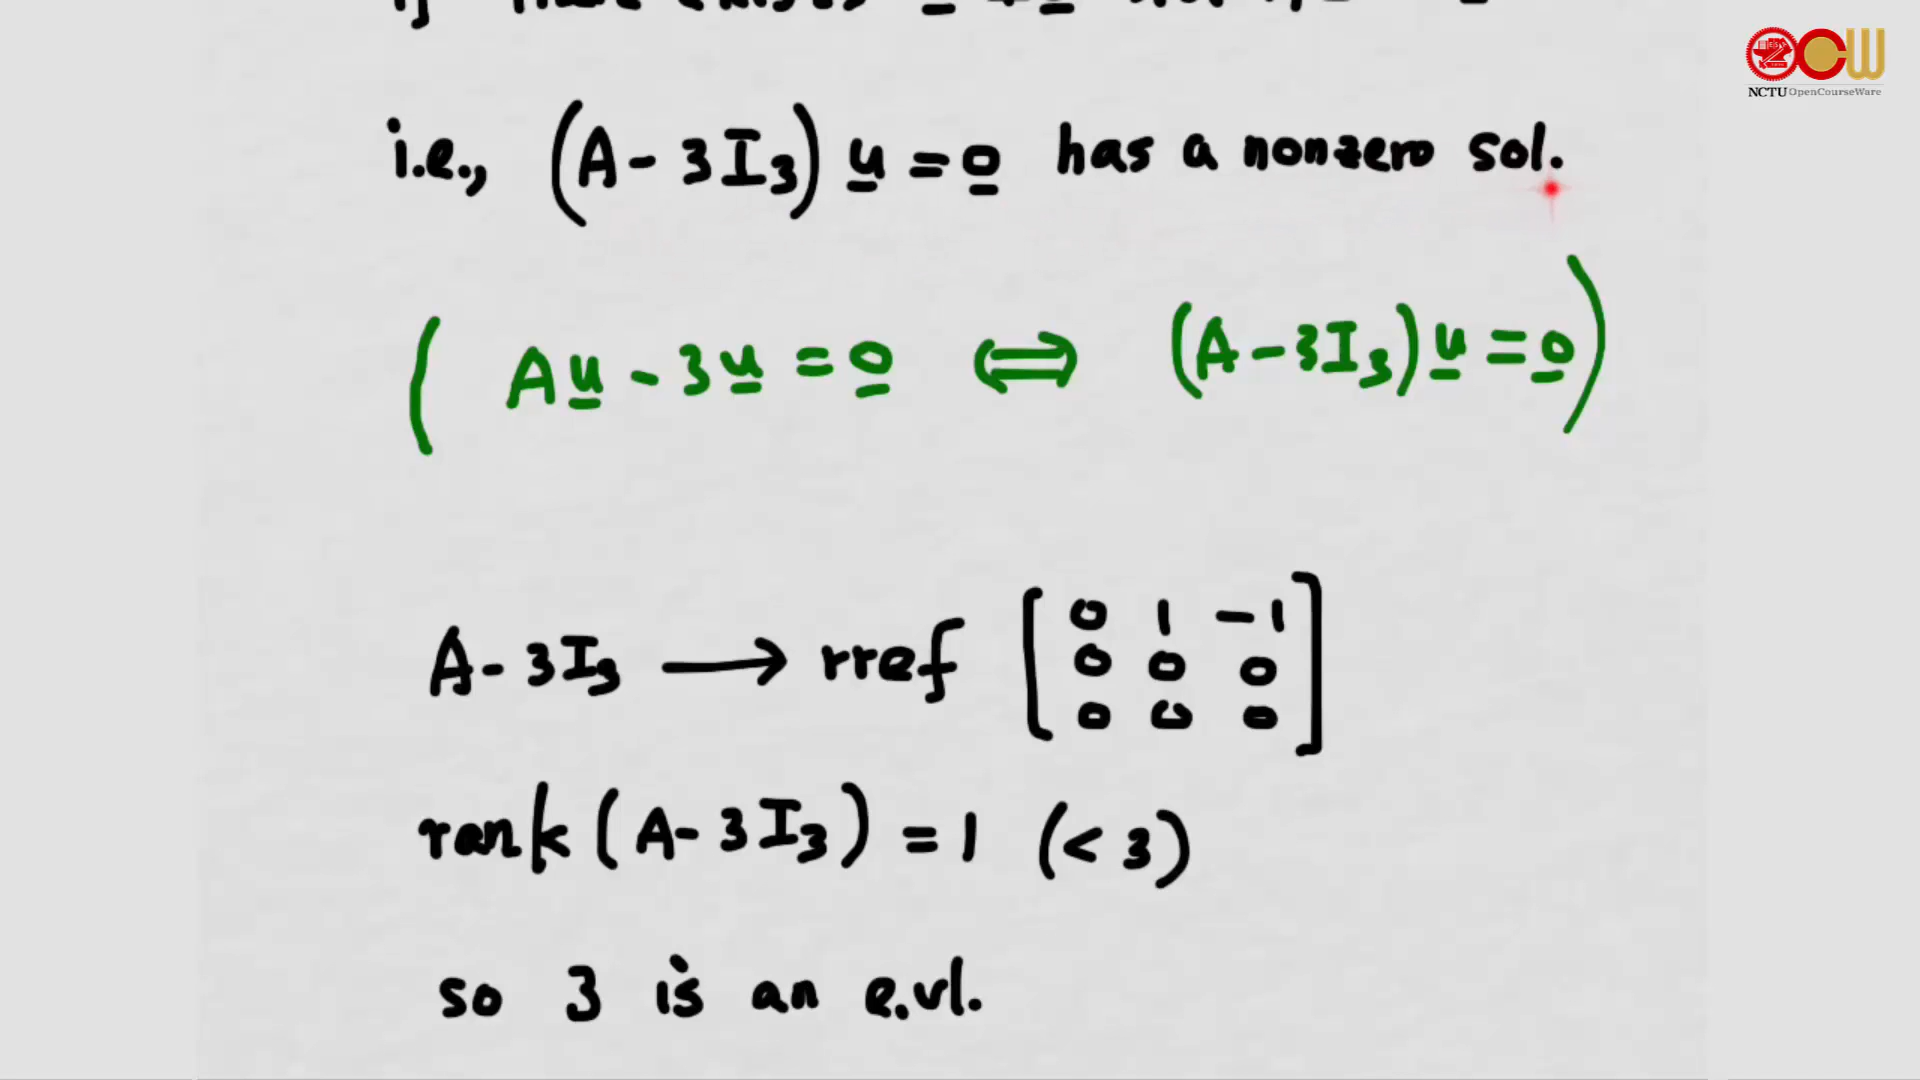 i.e., (A - 3I₃) u = 0 has a nonzero sol.
( Au - 3u = 0 ⟺ (A - 3I₃) u = 0 )
A - 3I₃ ⟶ rref [ 0 1 -1
0 0 0
0 0 0 ]
rank (A - 3I₃) = 1 (< 3)
so 3 is an e.vl.
NCTU OpenCourseWare